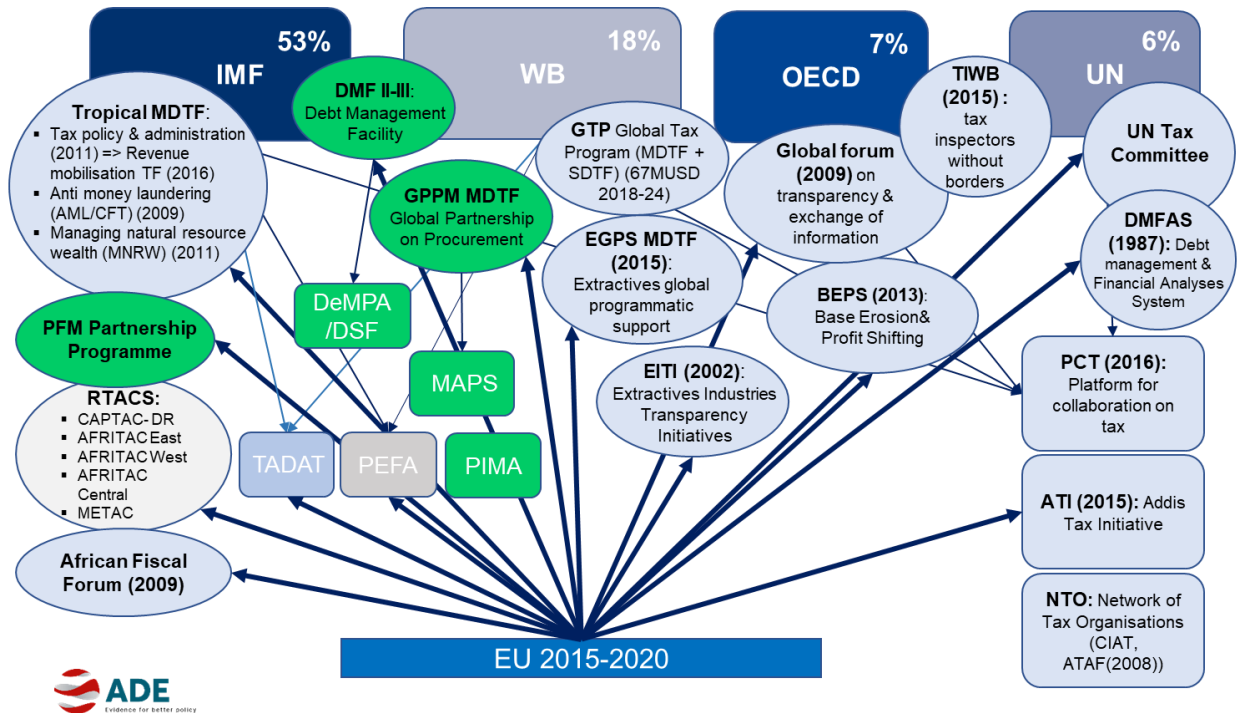 53%
IMF
18%
WB
7%
OECD
6%
UN
Tropical MDTF:
▪ Tax policy & administration
(2011) => Revenue
mobilisation TF (2016)
▪ Anti money laundering
(AML/CFT) (2009)
▪ Managing natural resource
wealth (MNRW) (2011)
DMF II-III:
Debt Management
Facility
GPPM MDTF
Global Partnership
on Procurement
GTP Global Tax
Program (MDTF +
SDTF) (67MUSD
2018-24)
EGPS MDTF
(2015):
Extractives global
programmatic
support
Global forum
(2009) on
transparency &
exchange of
information
TIWB
(2015) :
tax
inspectors
without
borders
UN Tax
Committee
DMFAS
(1987): Debt
management &
Financial Analyses
System
BEPS (2013):
Base Erosion&
Profit Shifting
EITI (2002):
Extractives Industries
Transparency
Initiatives
PFM Partnership
Programme
DeMPA
/DSF
MAPS
TADAT
PEFA
PIMA
RTACS:
▪ CAPTAC- DR
▪ AFRITAC East
▪ AFRITAC West
▪ AFRITAC
Central
▪ METAC
African Fiscal
Forum (2009)
PCT (2016):
Platform for
collaboration on
tax
ATI (2015): Addis
Tax Initiative
NTO: Network of
Tax Organisations
(CIAT,
ATAF(2008))
EU 2015-2020
ADE
Evidence for better policy